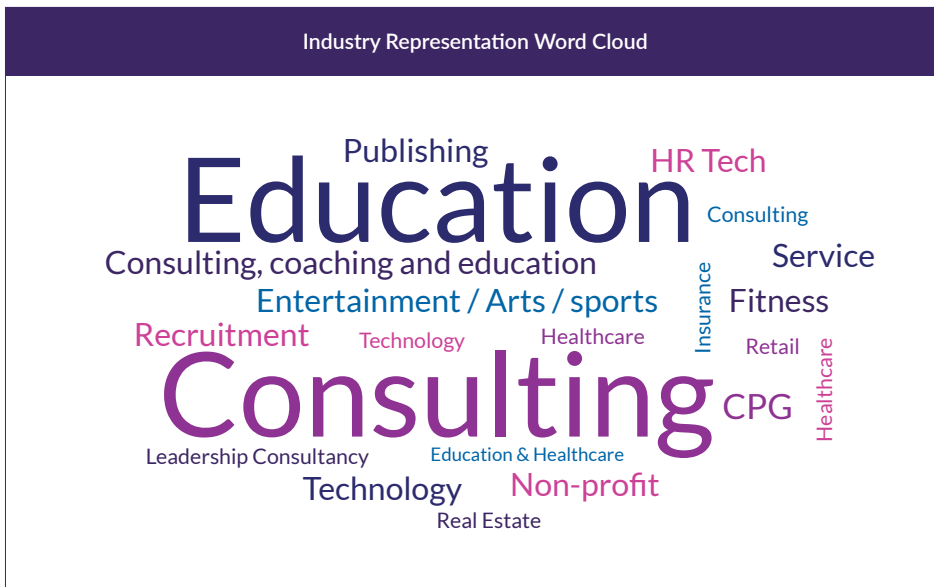 Industry Representation Word Cloud
Publishing
HR Tech
Education
Consulting
Service
Consulting, coaching and education
Insurance
Entertainment / Arts / sports
Fitness
Recruitment
Technology
Healthcare
Retail
Healthcare
Consulting
CPG
Leadership Consultancy
Education & Healthcare
Technology
Non-profit
Real Estate